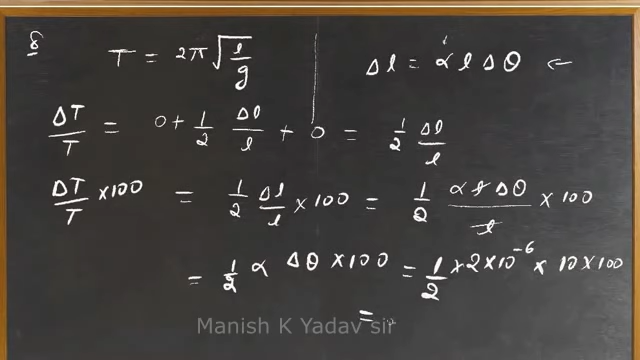 8
T = 2π√(l/g)    Δl = α l Δθ ←
ΔT/T = 0 + 1/2 Δl/l + 0 = 1/2 Δl/l
ΔT/T × 100 = 1/2 Δl/l × 100 = 1/2 α l Δθ/l × 100
= 1/2 α Δθ × 100 = 1/2 × 2 × 10⁻⁶ × 10 × 100
=
Manish K Yadav sir